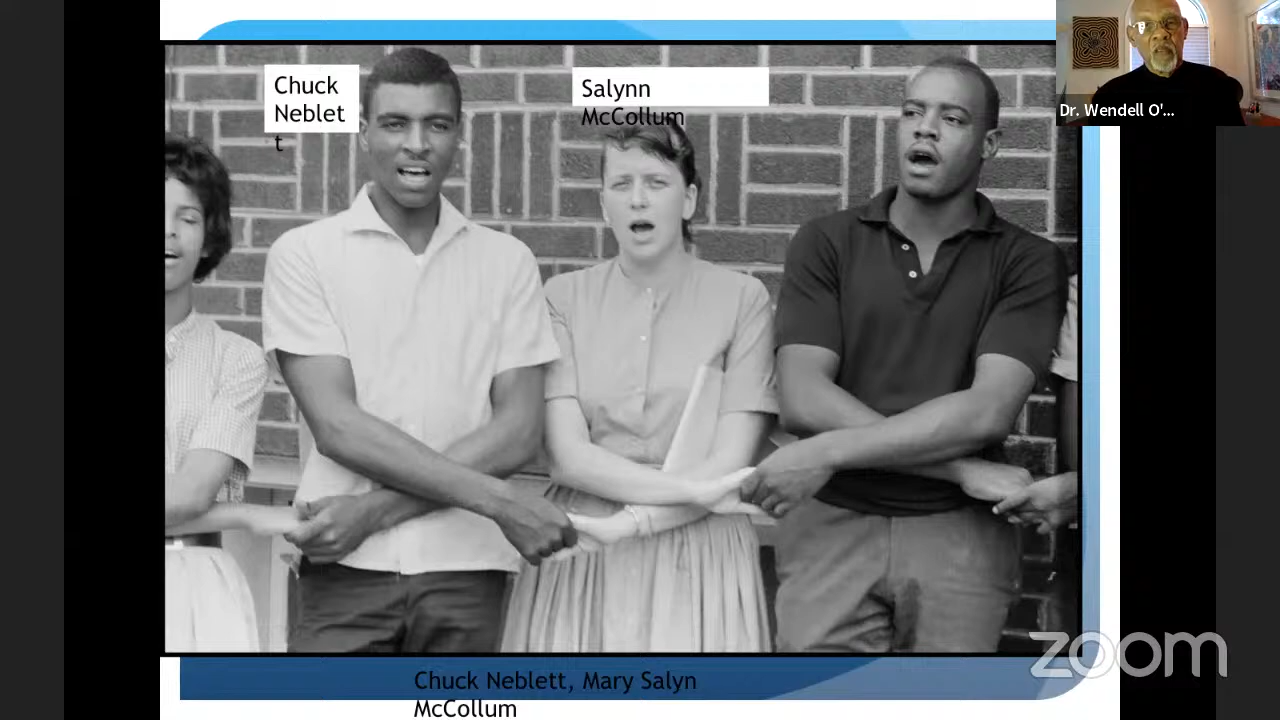 Chuck
Neblet
t
Salynn
McCollum
Dr. Wendell O'...
zoom
Chuck Neblett, Mary Salyn
McCollum